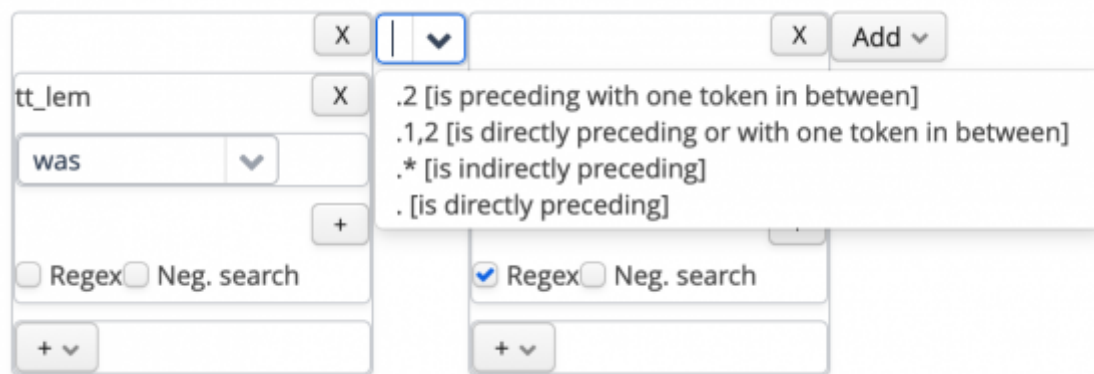 X X Add
tt_lem X
.2 [is preceding with one token in between]
.1,2 [is directly preceding or with one token in between]
was
.* [is indirectly preceding]
. [is directly preceding]
+
Regex Neg. search Regex Neg. search
+ +